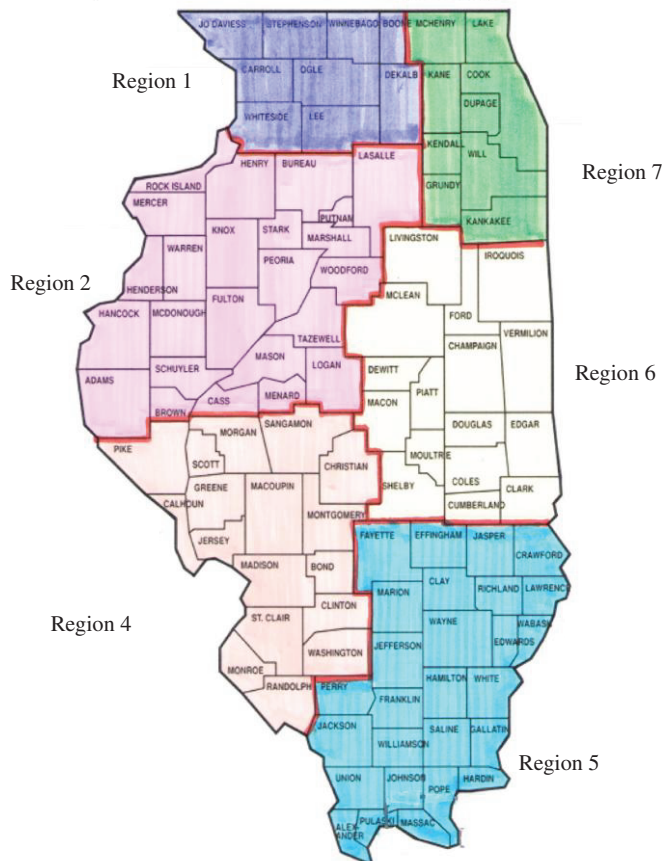 JO DAVIESS STEPHENSON WINNEBAGO BOONE MCHENRY LAKE
CARROLL OGLE DEKALB KANE COOK
Region 1
DUPAGE
WHITESIDE LEE
KENDALL WILL
HENRY BUREAU LASALLE
Region 7
ROCK ISLAND GRUNDY
MERCER
PUTNAN KANKAKEE
KNOX STARK MARSHALL LIVINGSTON
WARREN PEORIA IROQUOIS
WOODFORD
Region 2
HENDERSON MCLEAN
HANCOCK MCDONOUGH FULTON FORD
TAZEWELL CHAMPAIGN VERMILION
MASON
SCHUYLER LOGAN DEWITT
Region 6
ADAMS
CASS MENARD MACON PIATT
BROWN
SANGAMON DOUGLAS EDGAR
PIKE MORGAN
MOULTRIE
SCOTT CHRISTIAN
GREENE MACOUPIN SHELBY COLES CLARK
CALHOUN CUMBERLAND
MONTGOMERY
JERSEY FAYETTE EFFINGHAM JASPER
CRAWFORD
MADISON BOND
CLAY
MARION RICHLAND LAWRENCE
CLINTON
ST. CLAIR WAYNE WABASH
Region 4
EDWARDS
WASHINGTON JEFFERSON
MONROE
RANDOLPH PERRY HAMILTON WHITE
FRANKLIN
JACKSON SALINE GALLATIN
WILLIAMSON
Region 5
UNION JOHNSON HARDIN
POPE
PULASKI MASSAC
ALEX-
ANDER